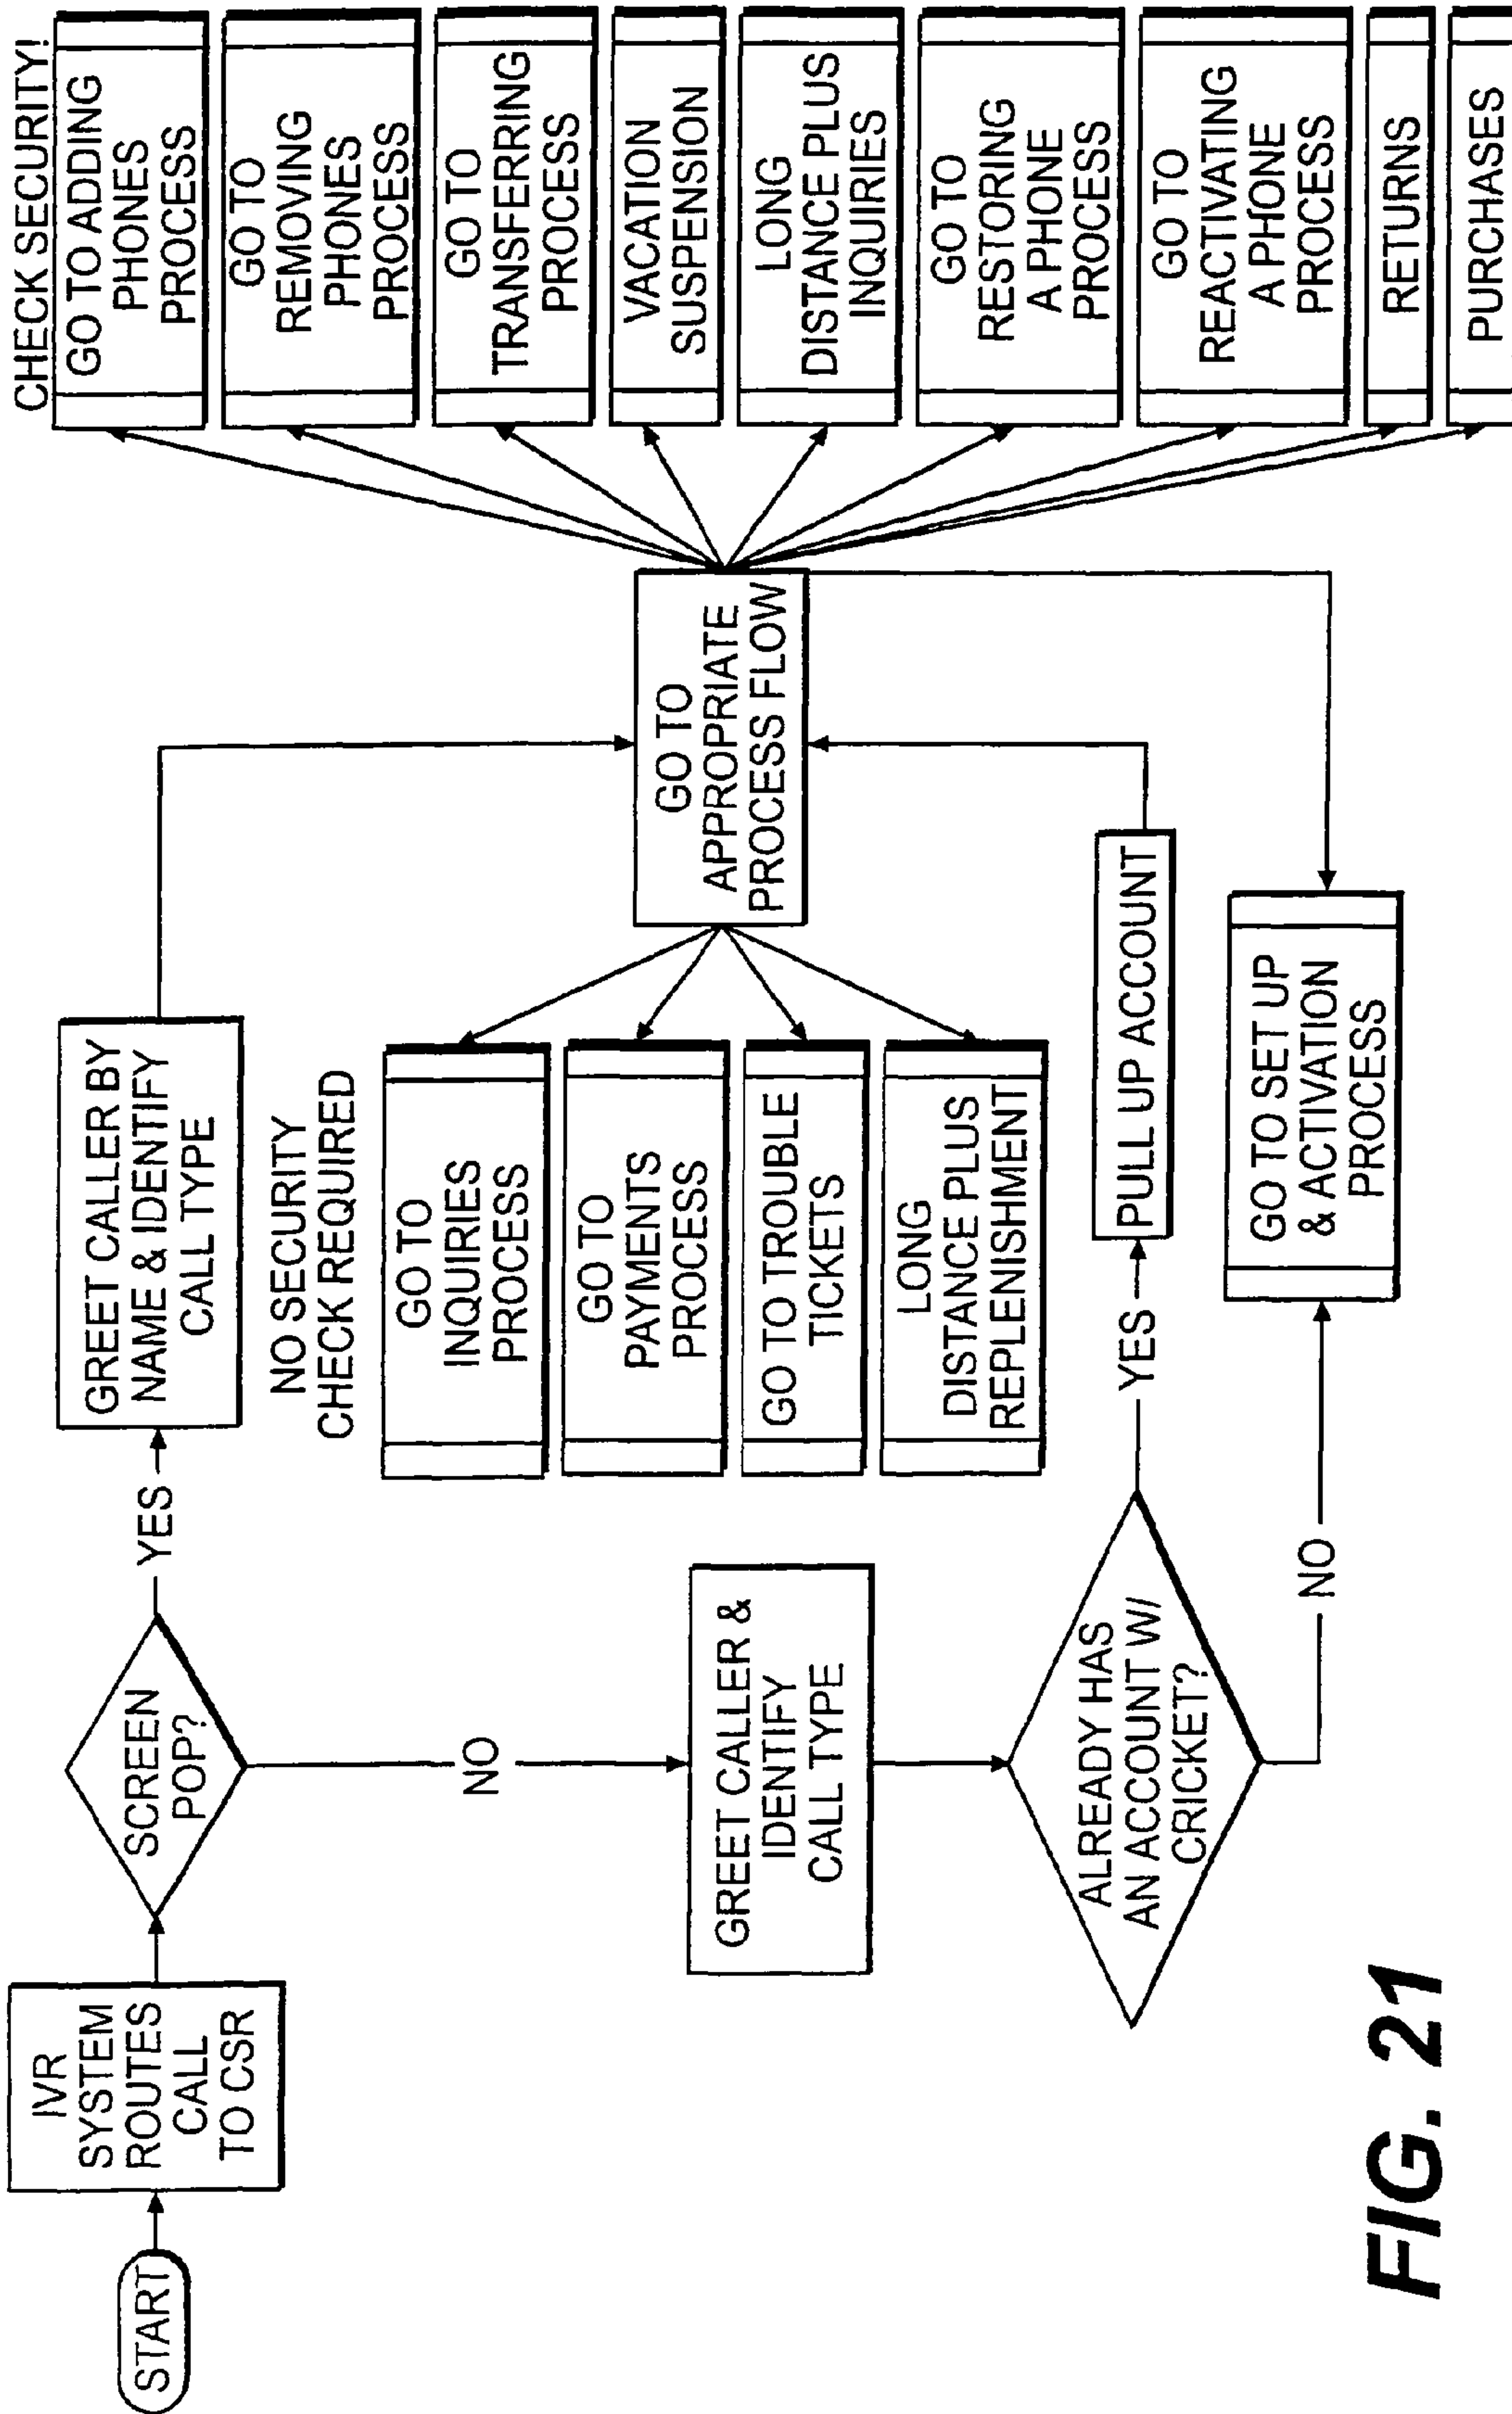 START
IVR
SYSTEM
ROUTES
CALL
TO CSR
SCREEN
POP?
YES
GREET CALLER BY
NAME & IDENTIFY
CALL TYPE
NO
GREET CALLER &
IDENTIFY
CALL TYPE
ALREADY HAS
AN ACCOUNT W/
CRICKET?
YES
PULL UP ACCOUNT
NO
GO TO SET UP
& ACTIVATION
PROCESS
NO SECURITY
CHECK REQUIRED
GO TO
INQUIRIES
PROCESS
GO TO
PAYMENTS
PROCESS
GO TO TROUBLE
TICKETS
LONG
DISTANCE PLUS
REPLENISHMENT
GO TO
APPROPRIATE
PROCESS FLOW
CHECK SECURITY!
GO TO ADDING
PHONES
PROCESS
GO TO
REMOVING
PHONES
PROCESS
GO TO
TRANSFERRING
PROCESS
VACATION
SUSPENSION
LONG
DISTANCE PLUS
INQUIRIES
GO TO
RESTORING
A PHONE
PROCESS
GO TO
REACTIVATING
A PHONE
PROCESS
RETURNS
PURCHASES
FIG. 21